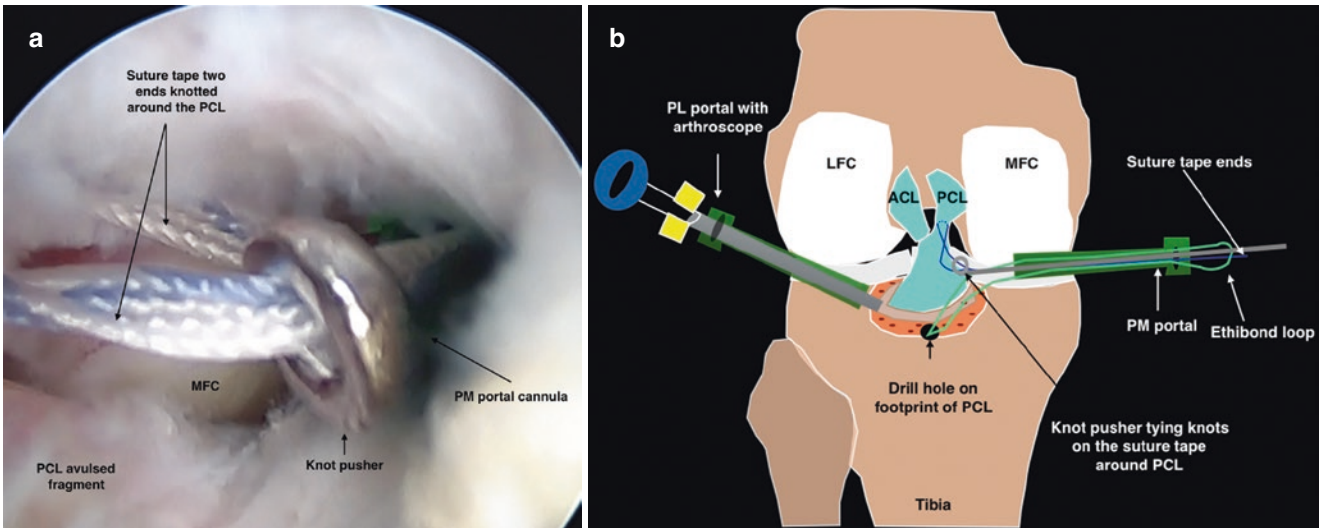 a
Suture tape two
ends knotted
around the PCL
MFC
PM portal cannula
Knot pusher
PCL avulsed
fragment
b
PL portal with
arthroscope
LFC
MFC
Suture tape ends
ACL
PCL
PM portal
Ethibond loop
Drill hole on
footprint of PCL
Knot pusher tying knots
on the suture tape
around PCL
Tibia